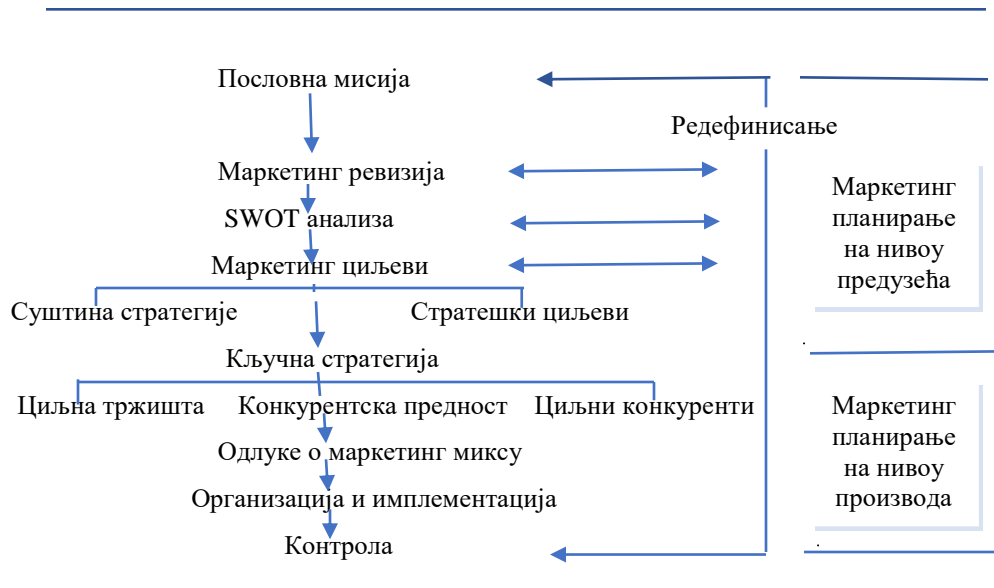 Пословна мисија
Редефинисање
Маркетинг ревизија
SWOT анализа
Маркетинг циљеви
Суштина стратегије
Стратешки циљеви
Кључна стратегија
Циљна тржишта
Конкурентска предност
Циљни конкуренти
Одлуке о маркетинг миксу
Организација и имплементација
Контрола
Маркетинг
планирање
на нивоу
предузећа
Маркетинг
планирање
на нивоу
производа